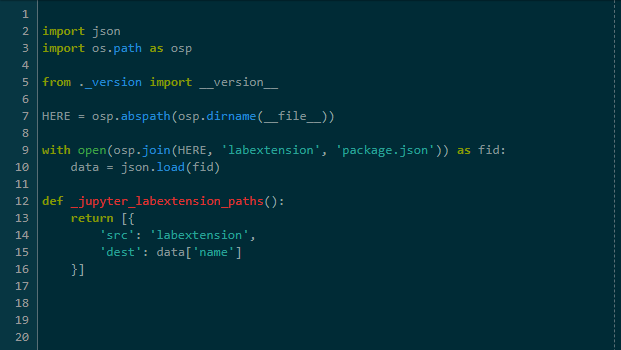 1
2 import json
3 import os.path as osp
4
5 from ._version import __version__
6
7 HERE = osp.abspath(osp.dirname(__file__))
8
9 with open(osp.join(HERE, 'labextension', 'package.json')) as fid:
10     data = json.load(fid)
11
12 def _jupyter_labextension_paths():
13     return [{
14         'src': 'labextension',
15         'dest': data['name']
16     }]
17
18
19
20